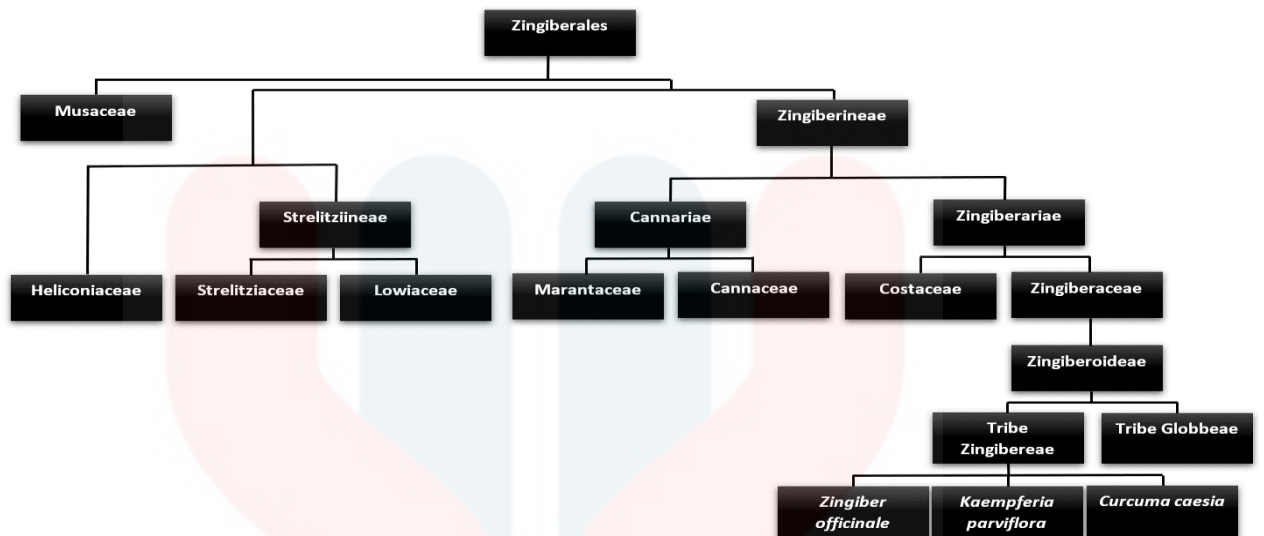 Zingiberales
Musaceae
Zingiberineae
Strelitziineae
Cannariae
Zingiberariae
Heliconiaceae
Strelitziaceae
Lowiaceae
Marantaceae
Cannaceae
Costaceae
Zingiberaceae
Zingiberoideae
Tribe
Zingibereae
Tribe Globbeae
Zingiber
officinale
Kaempferia
parviflora
Curcuma caesia